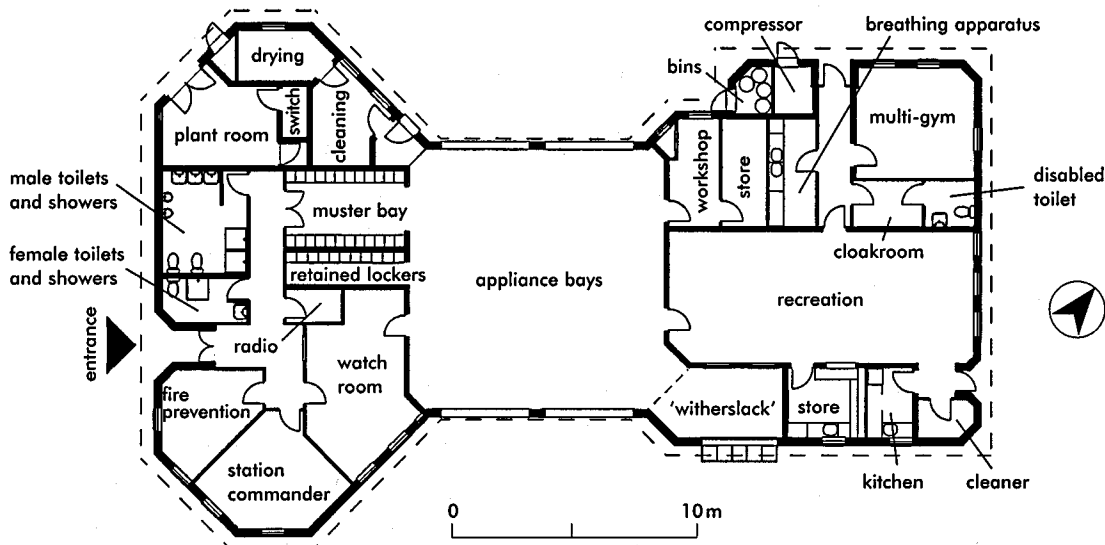 compressor
breathing apparatus
bins
drying
switch
cleaning
plant room
multi-gym
workshop
store
male toilets
and showers
disabled
toilet
muster bay
female toilets
and showers
retained lockers
cloakroom
appliance bays
recreation
entrance
radio
watch
room
fire
prevention
'witherslack'
store
station
commander
kitchen
cleaner
0
10m